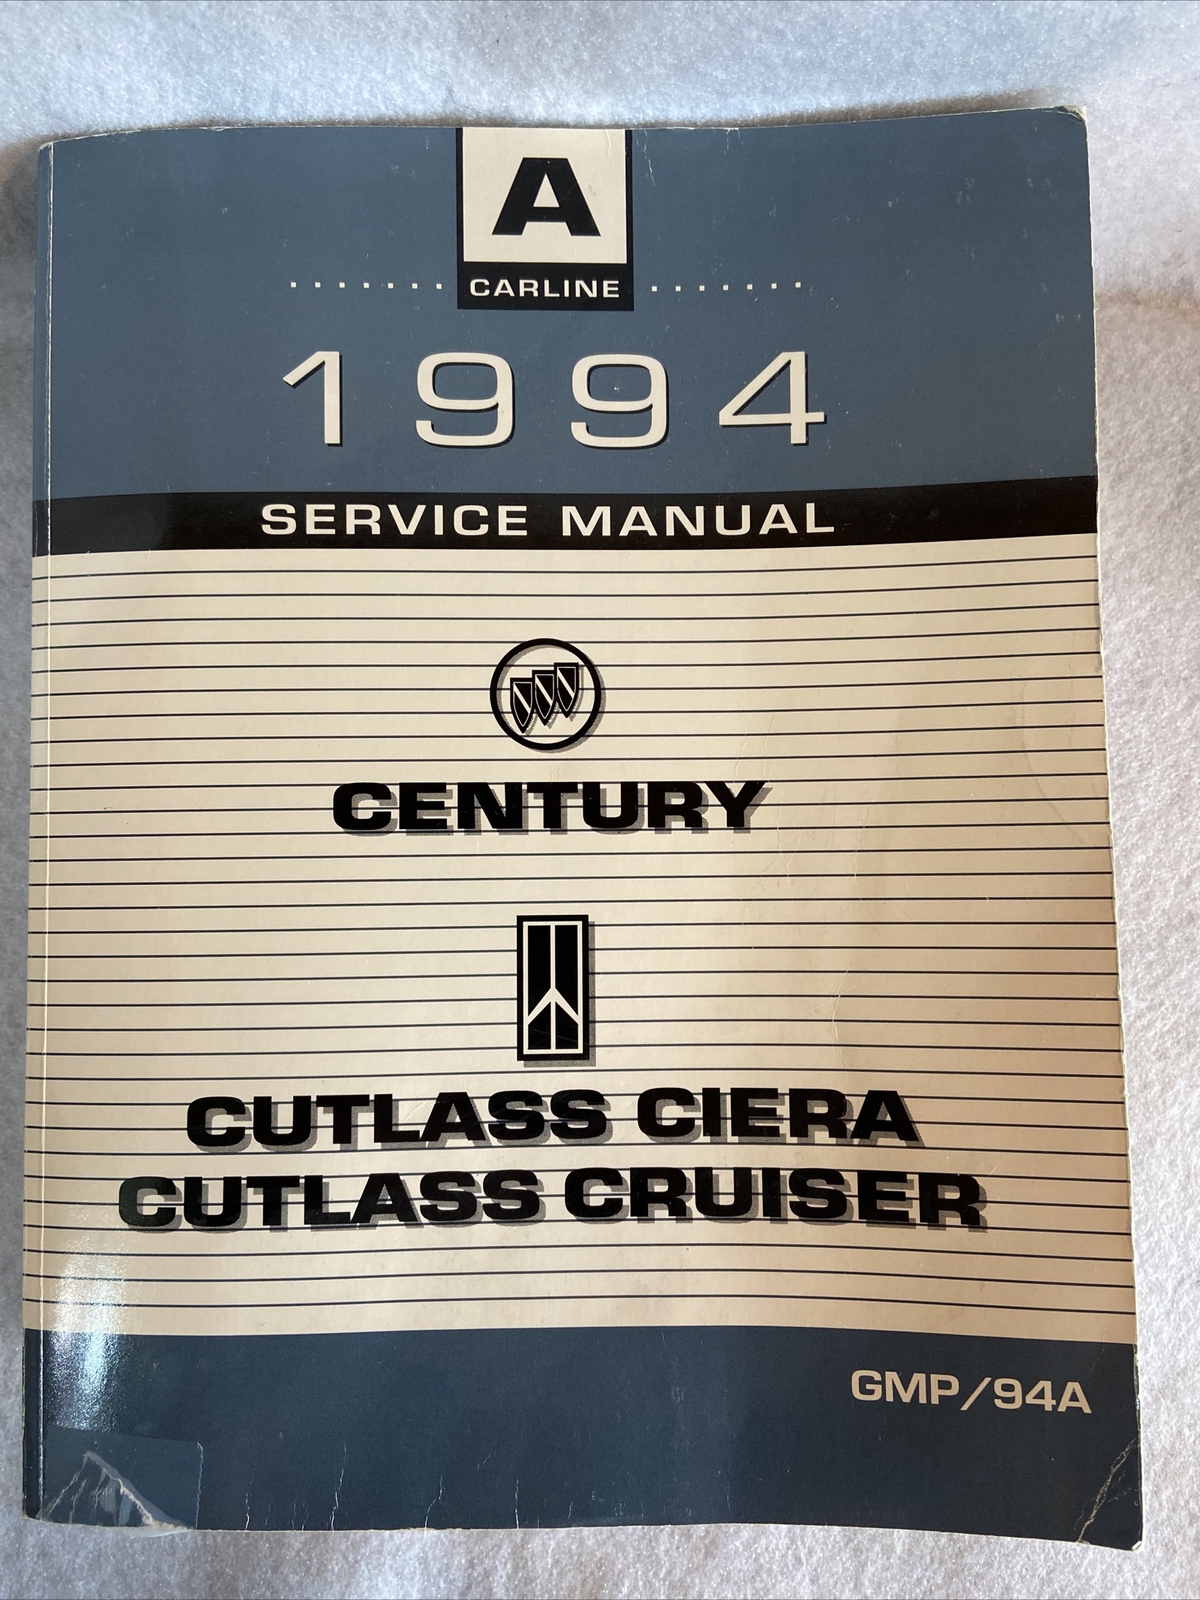 A
CARLINE
1994
SERVICE MANUAL
CENTURY
CUTLASS CIERA
CUTLASS CRUISER
GMP/94A